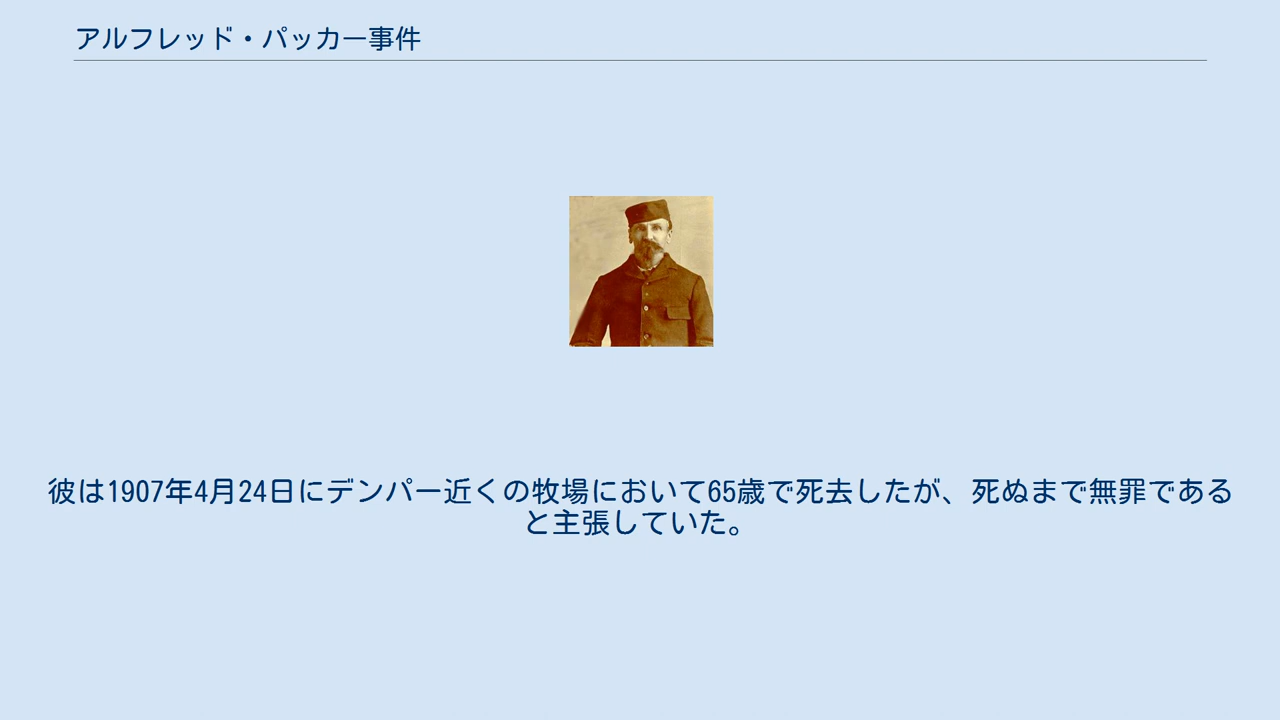 アルフレッド・パッカー事件
彼は1907年4月24日にデンパー近くの牧場において65歳で死去したが、死ぬまで無罪である
と主張していた。